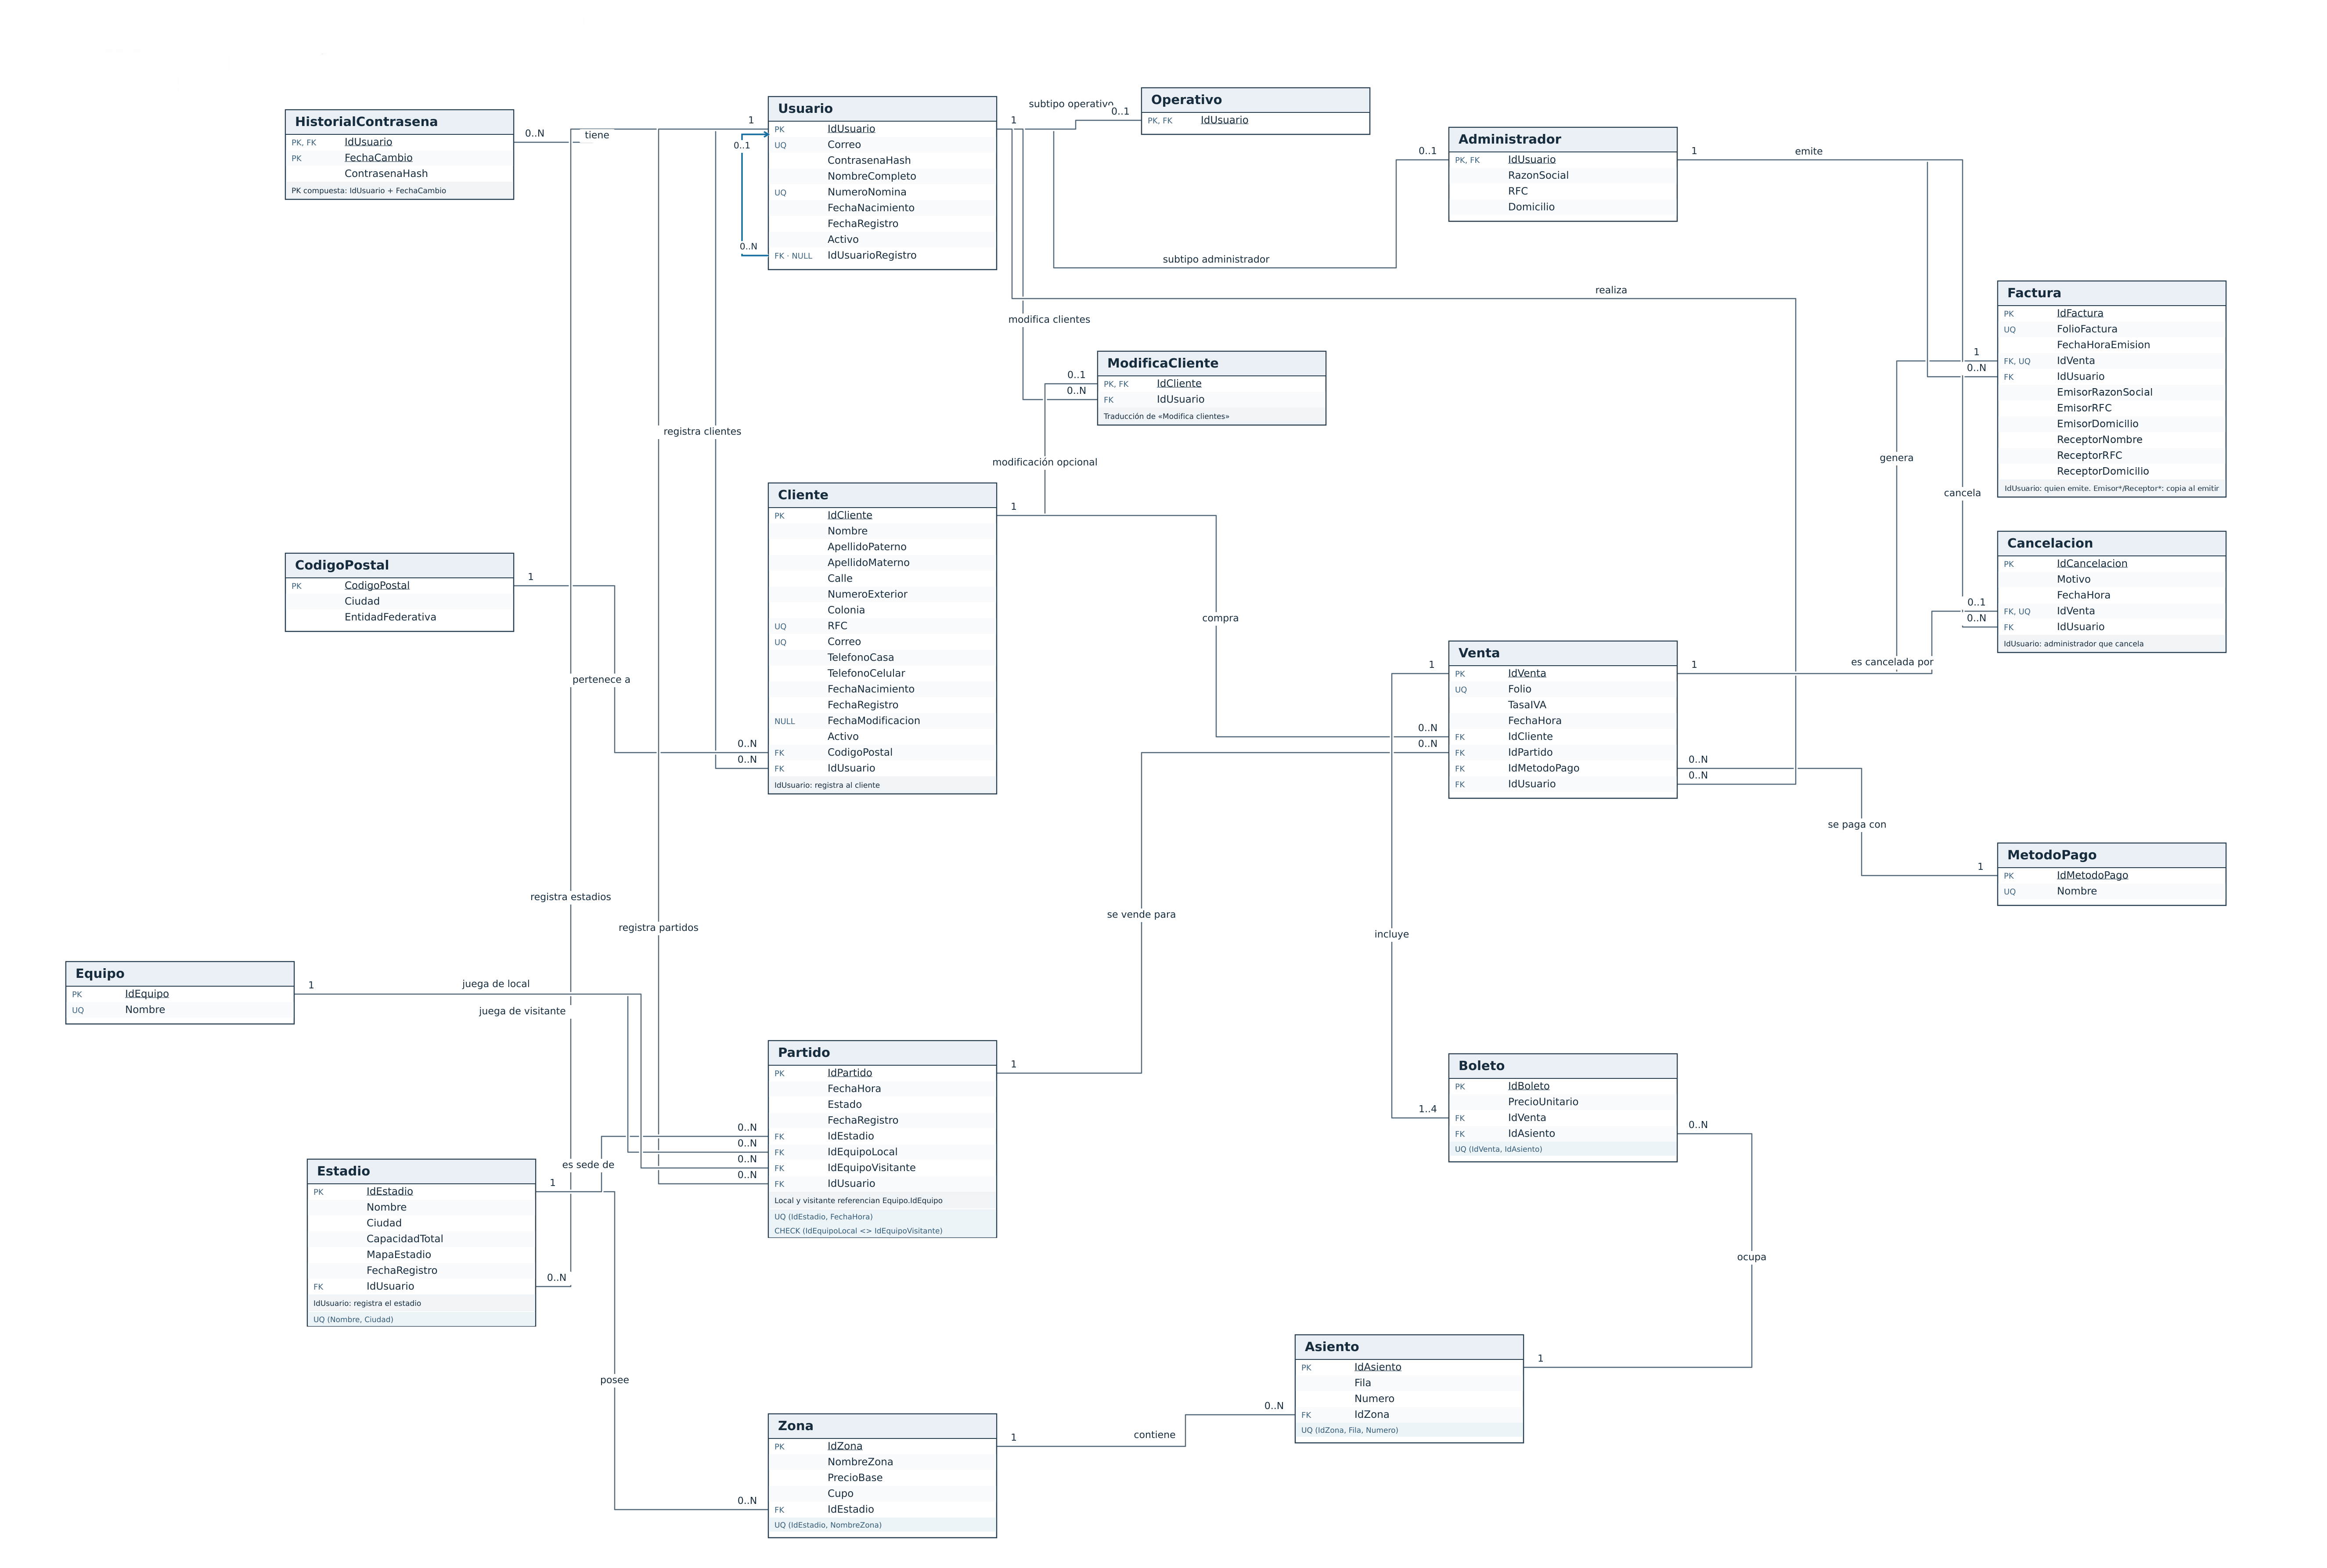 HistorialContrasena
PK, FK IdUsuario
PK FechaCambio
ContrasenaHash
PK compuesta: IdUsuario + FechaCambio
0..N
tiene
1
Usuario
PK IdUsuario
UQ Correo
ContrasenaHash
NombreCompleto
UQ NumeroNomina
FechaNacimiento
FechaRegistro
Activo
FK · NULL IdUsuarioRegistro
0..1
0..N
1
subtipo operativo
0..1
Operativo
PK, FK IdUsuario
subtipo administrador
0..1
Administrador
PK, FK IdUsuario
RazonSocial
RFC
Domicilio
1
emite
realiza
modifica clientes
Factura
PK IdFactura
UQ FolioFactura
FechaHoraEmision
FK, UQ IdVenta
FK IdUsuario
EmisorRazonSocial
EmisorRFC
EmisorDomicilio
ReceptorNombre
ReceptorRFC
ReceptorDomicilio
IdUsuario: quien emite. Emisor*/Receptor*: copia al emitir
1
0..N
ModificaCliente
PK, FK IdCliente
FK IdUsuario
Traducción de «Modifica clientes»
0..1
0..N
registra clientes
modificación opcional
genera
cancela
Cliente
PK IdCliente
Nombre
ApellidoPaterno
ApellidoMaterno
Calle
NumeroExterior
Colonia
UQ RFC
UQ Correo
TelefonoCasa
TelefonoCelular
FechaNacimiento
FechaRegistro
NULL FechaModificacion
Activo
FK CodigoPostal
FK IdUsuario
IdUsuario: registra al cliente
1
0..N
0..N
CodigoPostal
PK CodigoPostal
Ciudad
EntidadFederativa
1
pertenece a
compra
Cancelacion
PK IdCancelacion
Motivo
FechaHora
FK, UQ IdVenta
FK IdUsuario
IdUsuario: administrador que cancela
0..1
0..N
es cancelada por
Venta
PK IdVenta
UQ Folio
TasaIVA
FechaHora
FK IdCliente
FK IdPartido
FK IdMetodoPago
FK IdUsuario
1
1
0..N
0..N
0..N
0..N
se paga con
1
MetodoPago
PK IdMetodoPago
UQ Nombre
registra estadios
registra partidos
se vende para
incluye
Equipo
PK IdEquipo
UQ Nombre
1
juega de local
juega de visitante
Partido
PK IdPartido
FechaHora
Estado
FechaRegistro
FK IdEstadio
FK IdEquipoLocal
FK IdEquipoVisitante
FK IdUsuario
Local y visitante referencian Equipo.IdEquipo
UQ (IdEstadio, FechaHora)
CHECK (IdEquipoLocal <> IdEquipoVisitante)
1
0..N
0..N
0..N
0..N
Boleto
PK IdBoleto
PrecioUnitario
FK IdVenta
FK IdAsiento
UQ (IdVenta, IdAsiento)
1..4
0..N
es sede de
Estadio
PK IdEstadio
Nombre
Ciudad
CapacidadTotal
MapaEstadio
FechaRegistro
FK IdUsuario
IdUsuario: registra el estadio
UQ (Nombre, Ciudad)
1
0..N
ocupa
posee
Asiento
PK IdAsiento
Fila
Numero
FK IdZona
UQ (IdZona, Fila, Numero)
1
0..N
Zona
PK IdZona
NombreZona
PrecioBase
Cupo
FK IdEstadio
UQ (IdEstadio, NombreZona)
1
contiene
0..N